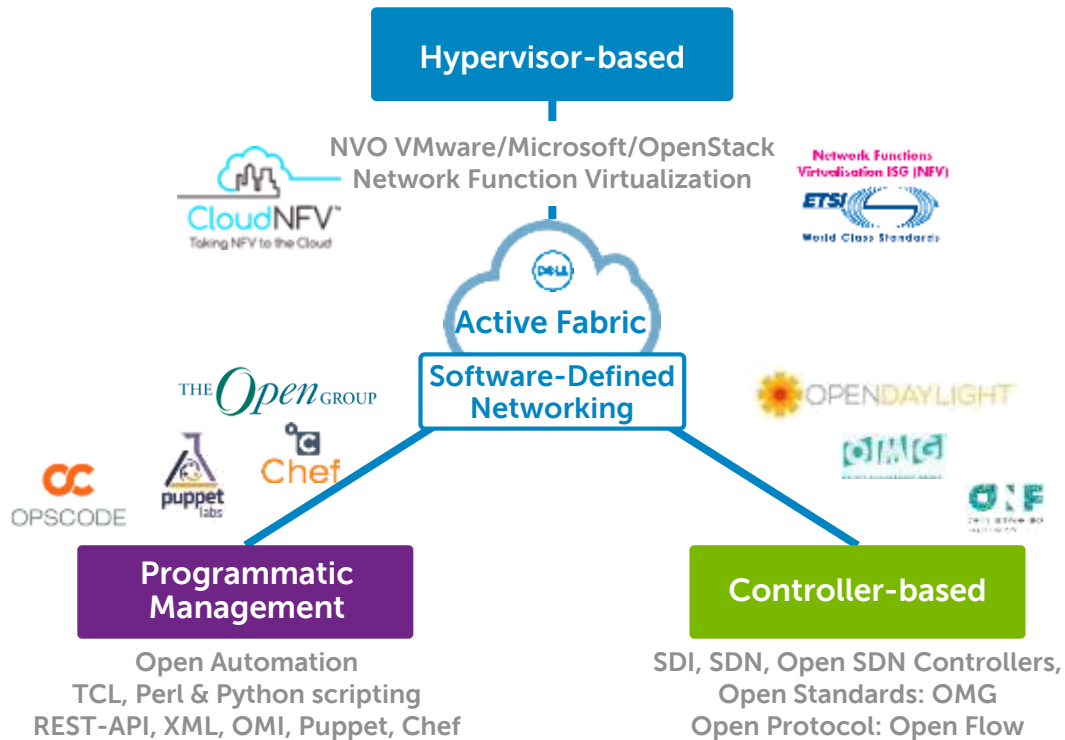 Hypervisor-based
NVO VMware/Microsoft/OpenStack
Network Function Virtualization
CloudNFV™
Taking NFV to the Cloud
Network Functions
Virtualisation ISG (NFV)
ETSI
World Class Standards
DELL
Active Fabric
Software-Defined
Networking
THE Open GROUP
Chef
puppet
labs
OPSCODE
OPENDAYLIGHT
OMG
ONF
Programmatic
Management
Open Automation
TCL, Perl & Python scripting
REST-API, XML, OMI, Puppet, Chef
Controller-based
SDI, SDN, Open SDN Controllers,
Open Standards: OMG
Open Protocol: Open Flow